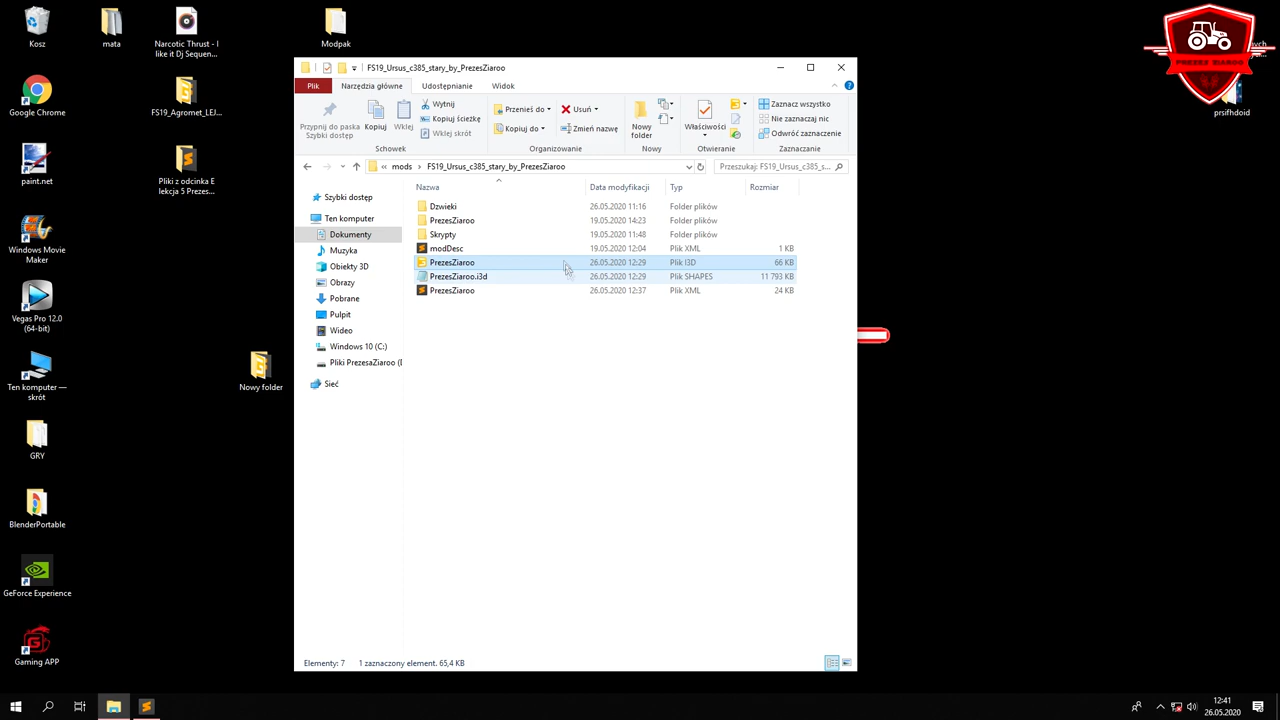 Kosz
mata
Narcotic Thrust - I
like it Dj Sequen...
Modpak
Google Chrome
FS19_Agromet_LEJ...
paint.net
Pliki z odcinka E
lekcja 5 Prezes...
Windows Movie
Maker
Vegas Pro 12.0
(64-bit)
Ten komputer —
skrót
Nowy folder
GRY
BlenderPortable
GeForce Experience
Gaming APP
PREZES ZIAROO
prsifhdoid
FS19_Ursus_c385_stary_by_PrezesZiaroo
Plik
Narzędzia główne
Udostępnianie
Widok
Przypnij do paska
Szybki dostęp
Kopiuj
Wklej
Wytnij
Kopiuj ścieżkę
Wklej skrót
Schowek
Przenieś do
Usuń
Kopiuj do
Zmień nazwę
Organizowanie
Nowy
folder
Nowy
Właściwości
Otwieranie
Zaznacz wszystko
Nie zaznaczaj nic
Odwróć zaznaczenie
Zaznaczanie
« mods › FS19_Ursus_c385_stary_by_PrezesZiaroo
Przeszukaj: FS19_Ursus_c385_s...
Szybki dostęp
Ten komputer
Dokumenty
Muzyka
Obiekty 3D
Obrazy
Pobrane
Pulpit
Wideo
Windows 10 (C:)
Pliki PrezesaZiaroo (
Sieć
Nazwa Data modyfikacji Typ Rozmiar
Dzwieki 26.05.2020 11:16 Folder plików
PrezesZiaroo 19.05.2020 14:23 Folder plików
Skrypty 19.05.2020 11:48 Folder plików
modDesc 19.05.2020 12:04 Plik XML 1 KB
PrezesZiaroo 26.05.2020 12:29 Plik I3D 66 KB
PrezesZiaroo.i3d 26.05.2020 12:29 Plik SHAPES 11 793 KB
PrezesZiaroo 26.05.2020 12:37 Plik XML 24 KB
Elementy: 7 1 zaznaczony element. 65,4 KB
12:41
26.05.2020